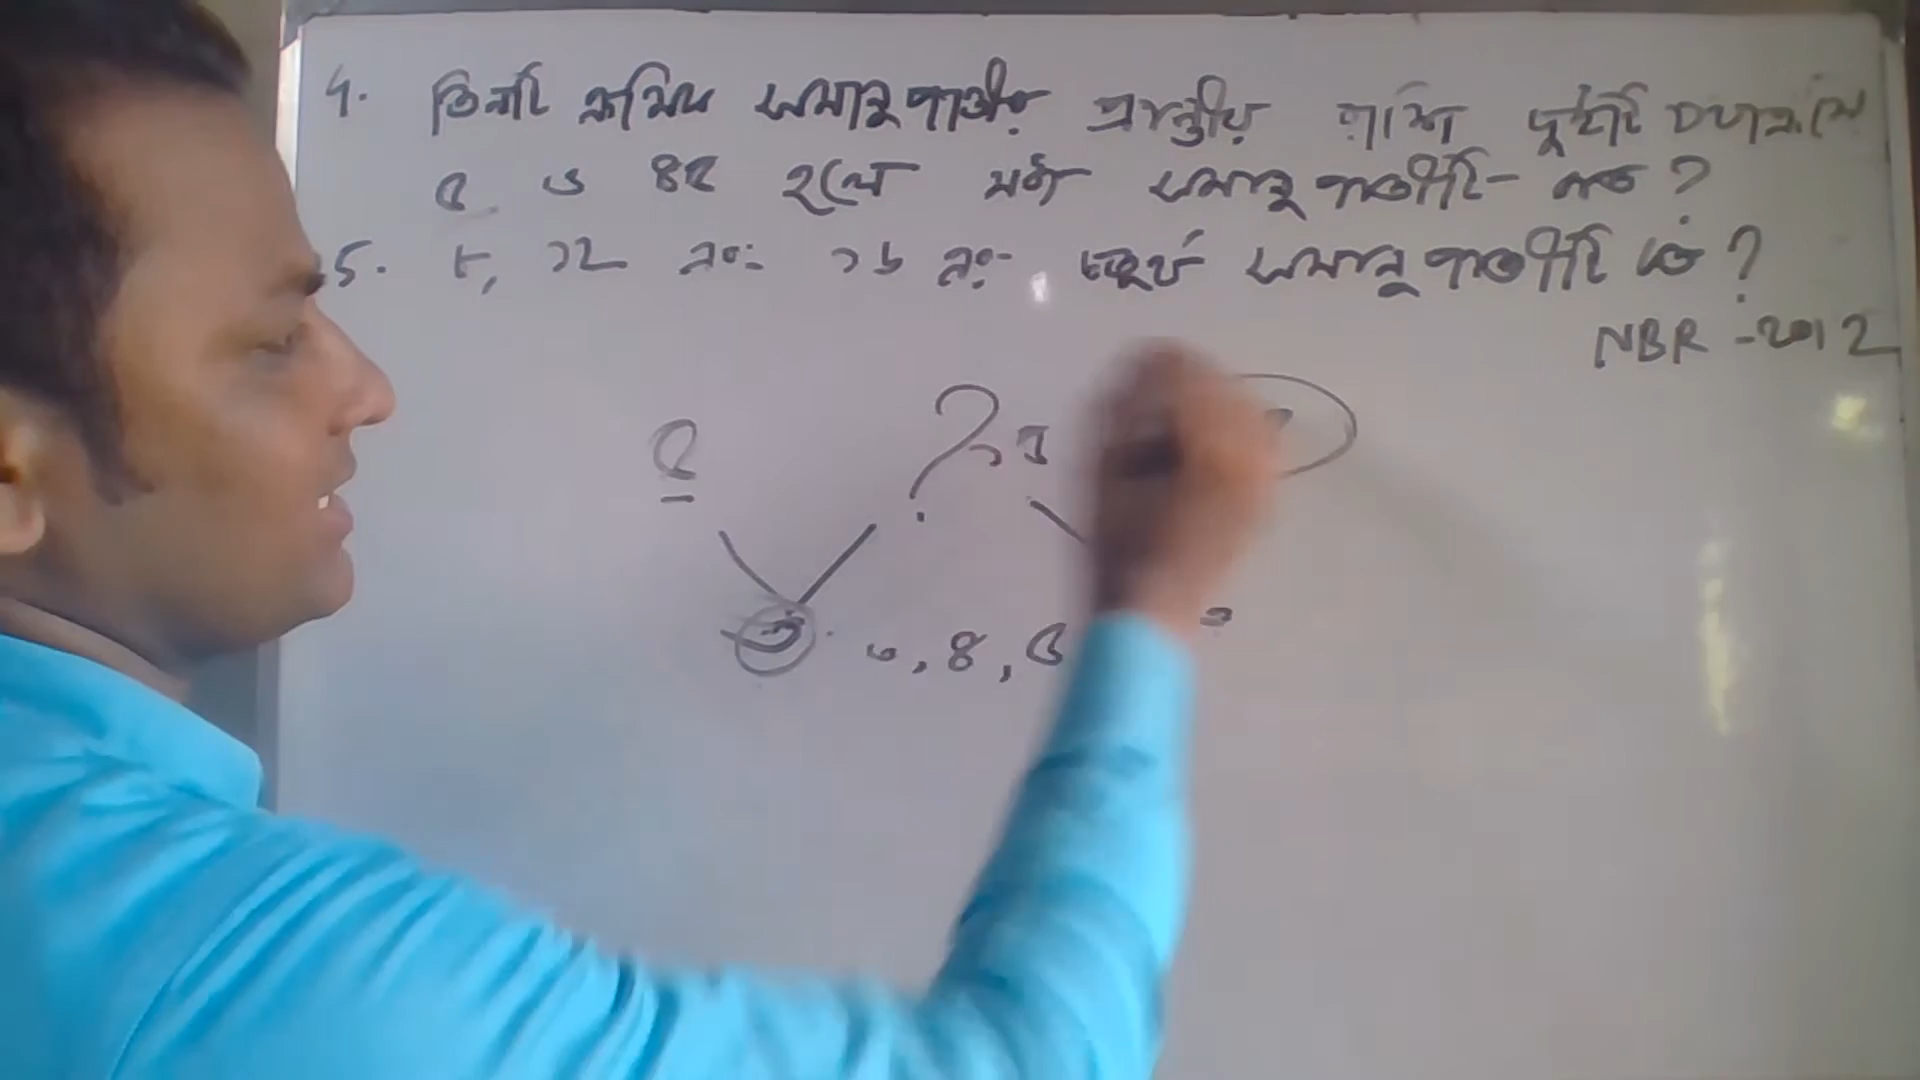 4. তিনটি ক্রমিক সমানুপাতীর প্রান্তীয় রাশি দুইটি যথাক্রমে
৫ ও ৪৫ হলে মধ্য সমানুপাতীটি কত?
5. ৮, ১২ এবং ১৬ এর চতুর্থ সমানুপাতীটি কত?
NBR - 2012
৫ ? ১৫
৩ ৩, ৪, ৫